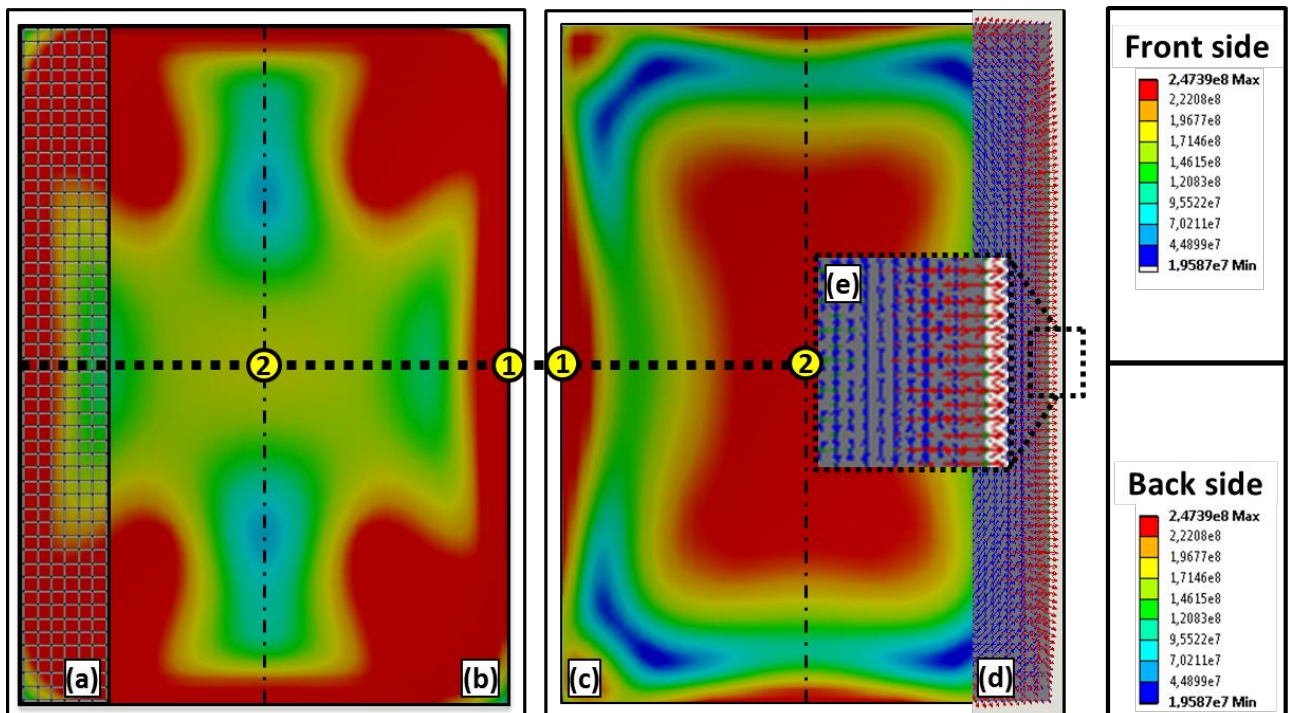 (a)
2
1
(b)
1
2
(e)
(c)
(d)
Front side
2,4739e8 Max
2,2208e8
1,9677e8
1,7146e8
1,4615e8
1,2083e8
9,5522e7
7,0211e7
4,4899e7
1,9587e7 Min
Back side
2,4739e8 Max
2,2208e8
1,9677e8
1,7146e8
1,4615e8
1,2083e8
9,5522e7
7,0211e7
4,4899e7
1,9587e7 Min